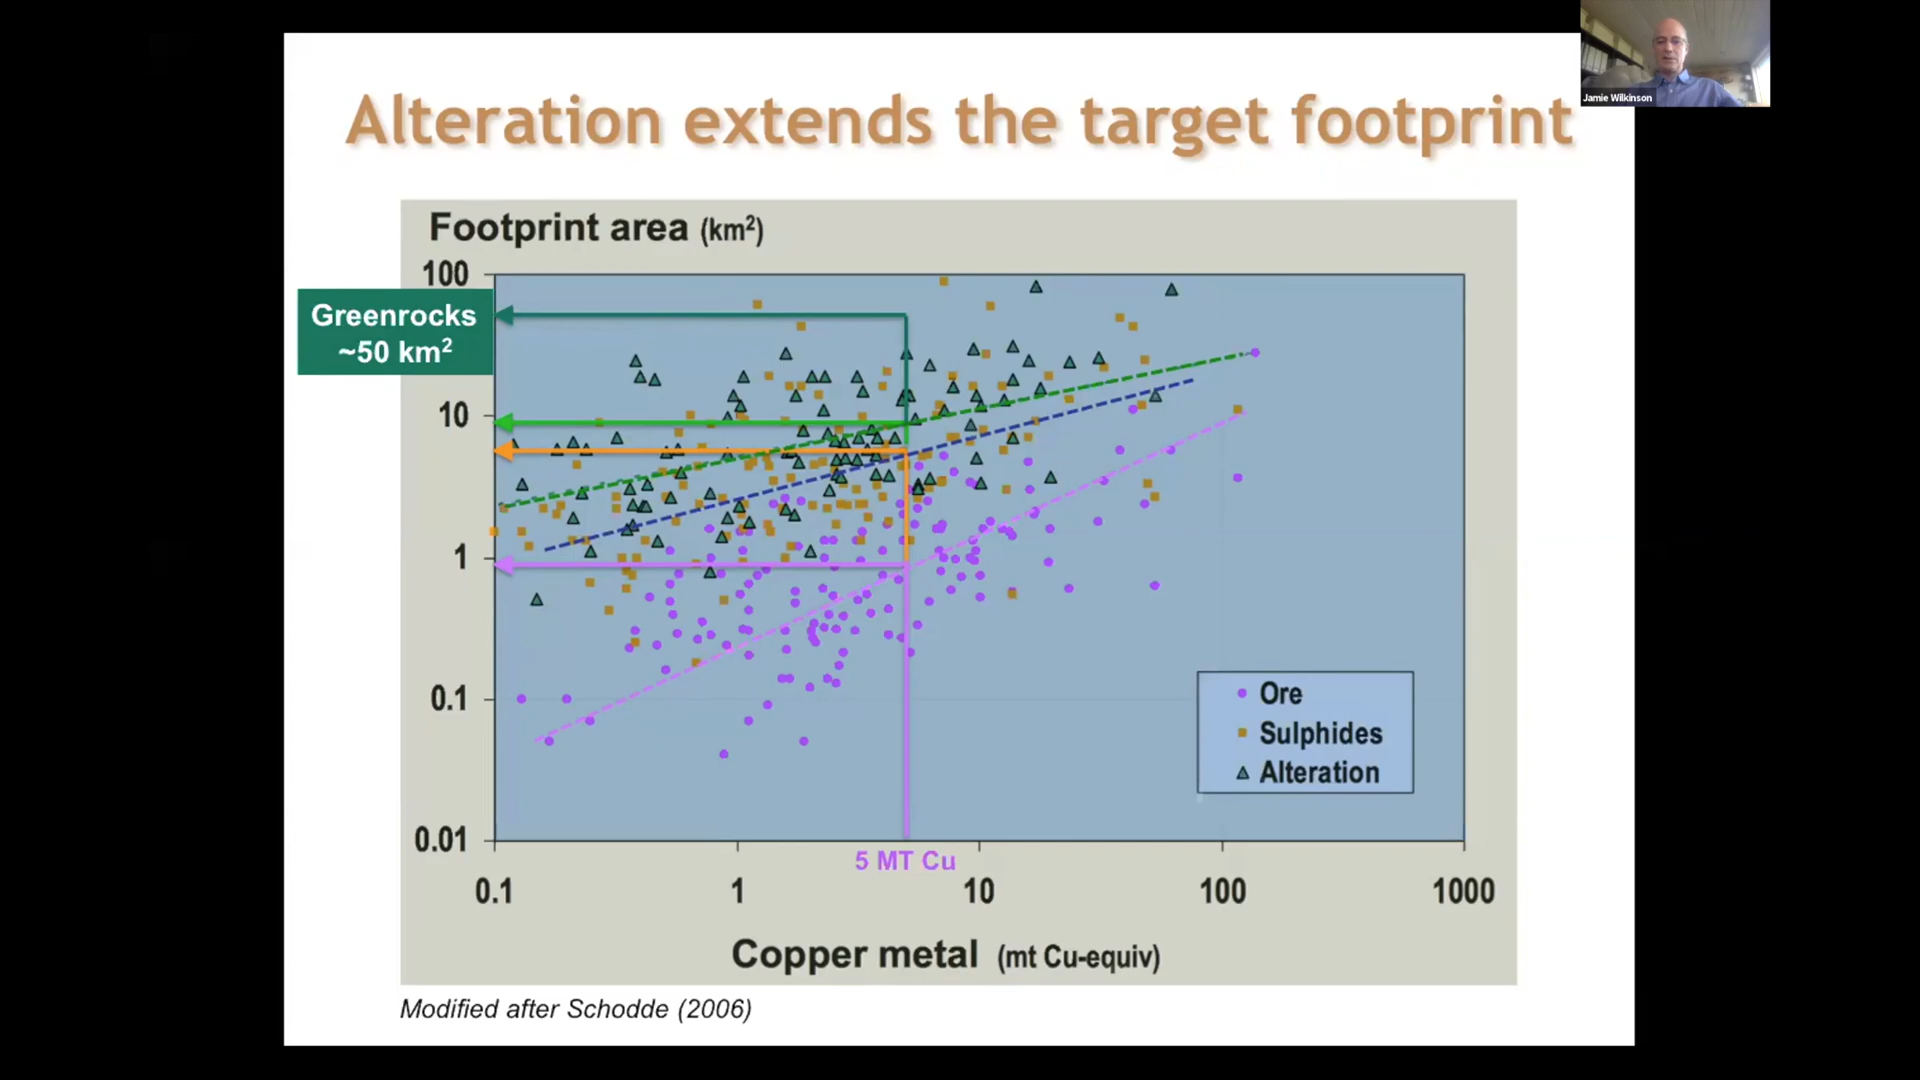 Jamie Wilkinson
Alteration extends the target footprint
Footprint area (km²)
100
Greenrocks
~50 km²
10
1
0.1
0.01
Ore
Sulphides
Alteration
5 MT Cu
0.1
1
10
100
1000
Copper metal (mt Cu-equiv)
Modified after Schodde (2006)